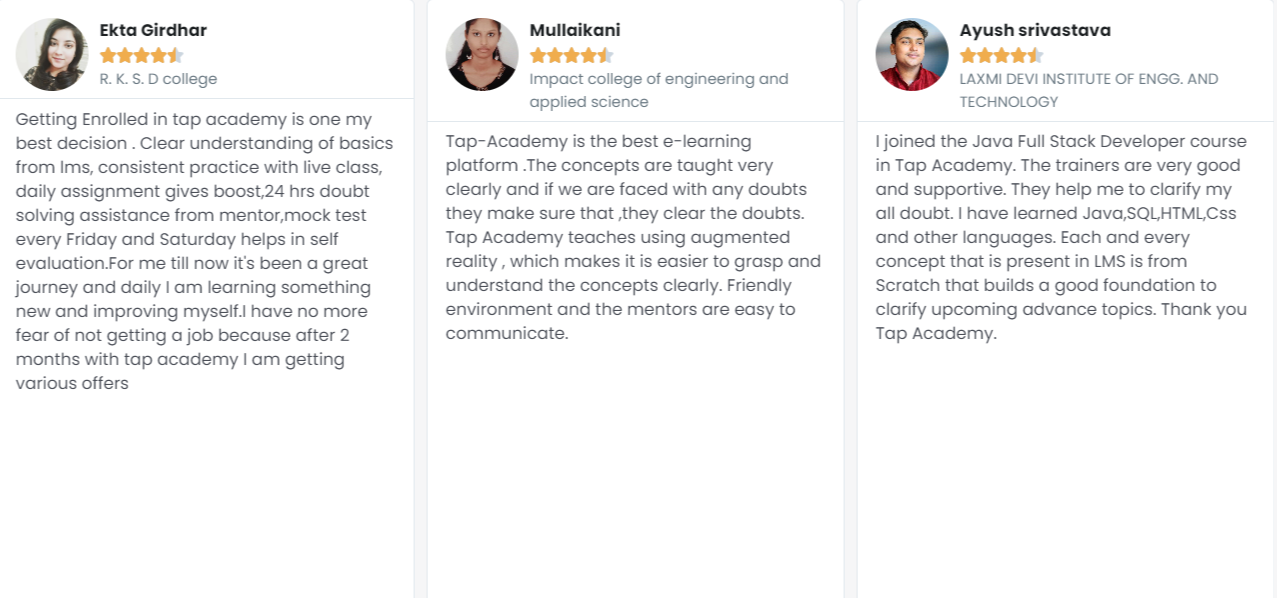 Ekta Girdhar
R. K. S. D college
Getting Enrolled in tap academy is one my
best decision . Clear understanding of basics
from lms, consistent practice with live class,
daily assignment gives boost,24 hrs doubt
solving assistance from mentor,mock test
every Friday and Saturday helps in self
evaluation.For me till now it's been a great
journey and daily I am learning something
new and improving myself.I have no more
fear of not getting a job because after 2
months with tap academy I am getting
various offers
Mullaikani
Impact college of engineering and
applied science
Tap-Academy is the best e-learning
platform .The concepts are taught very
clearly and if we are faced with any doubts
they make sure that ,they clear the doubts.
Tap Academy teaches using augmented
reality , which makes it is easier to grasp and
understand the concepts clearly. Friendly
environment and the mentors are easy to
communicate.
Ayush srivastava
LAXMI DEVI INSTITUTE OF ENGG. AND
TECHNOLOGY
I joined the Java Full Stack Developer course
in Tap Academy. The trainers are very good
and supportive. They help me to clarify my
all doubt. I have learned Java,SQL,HTML,Css
and other languages. Each and every
concept that is present in LMS is from
Scratch that builds a good foundation to
clarify upcoming advance topics. Thank you
Tap Academy.